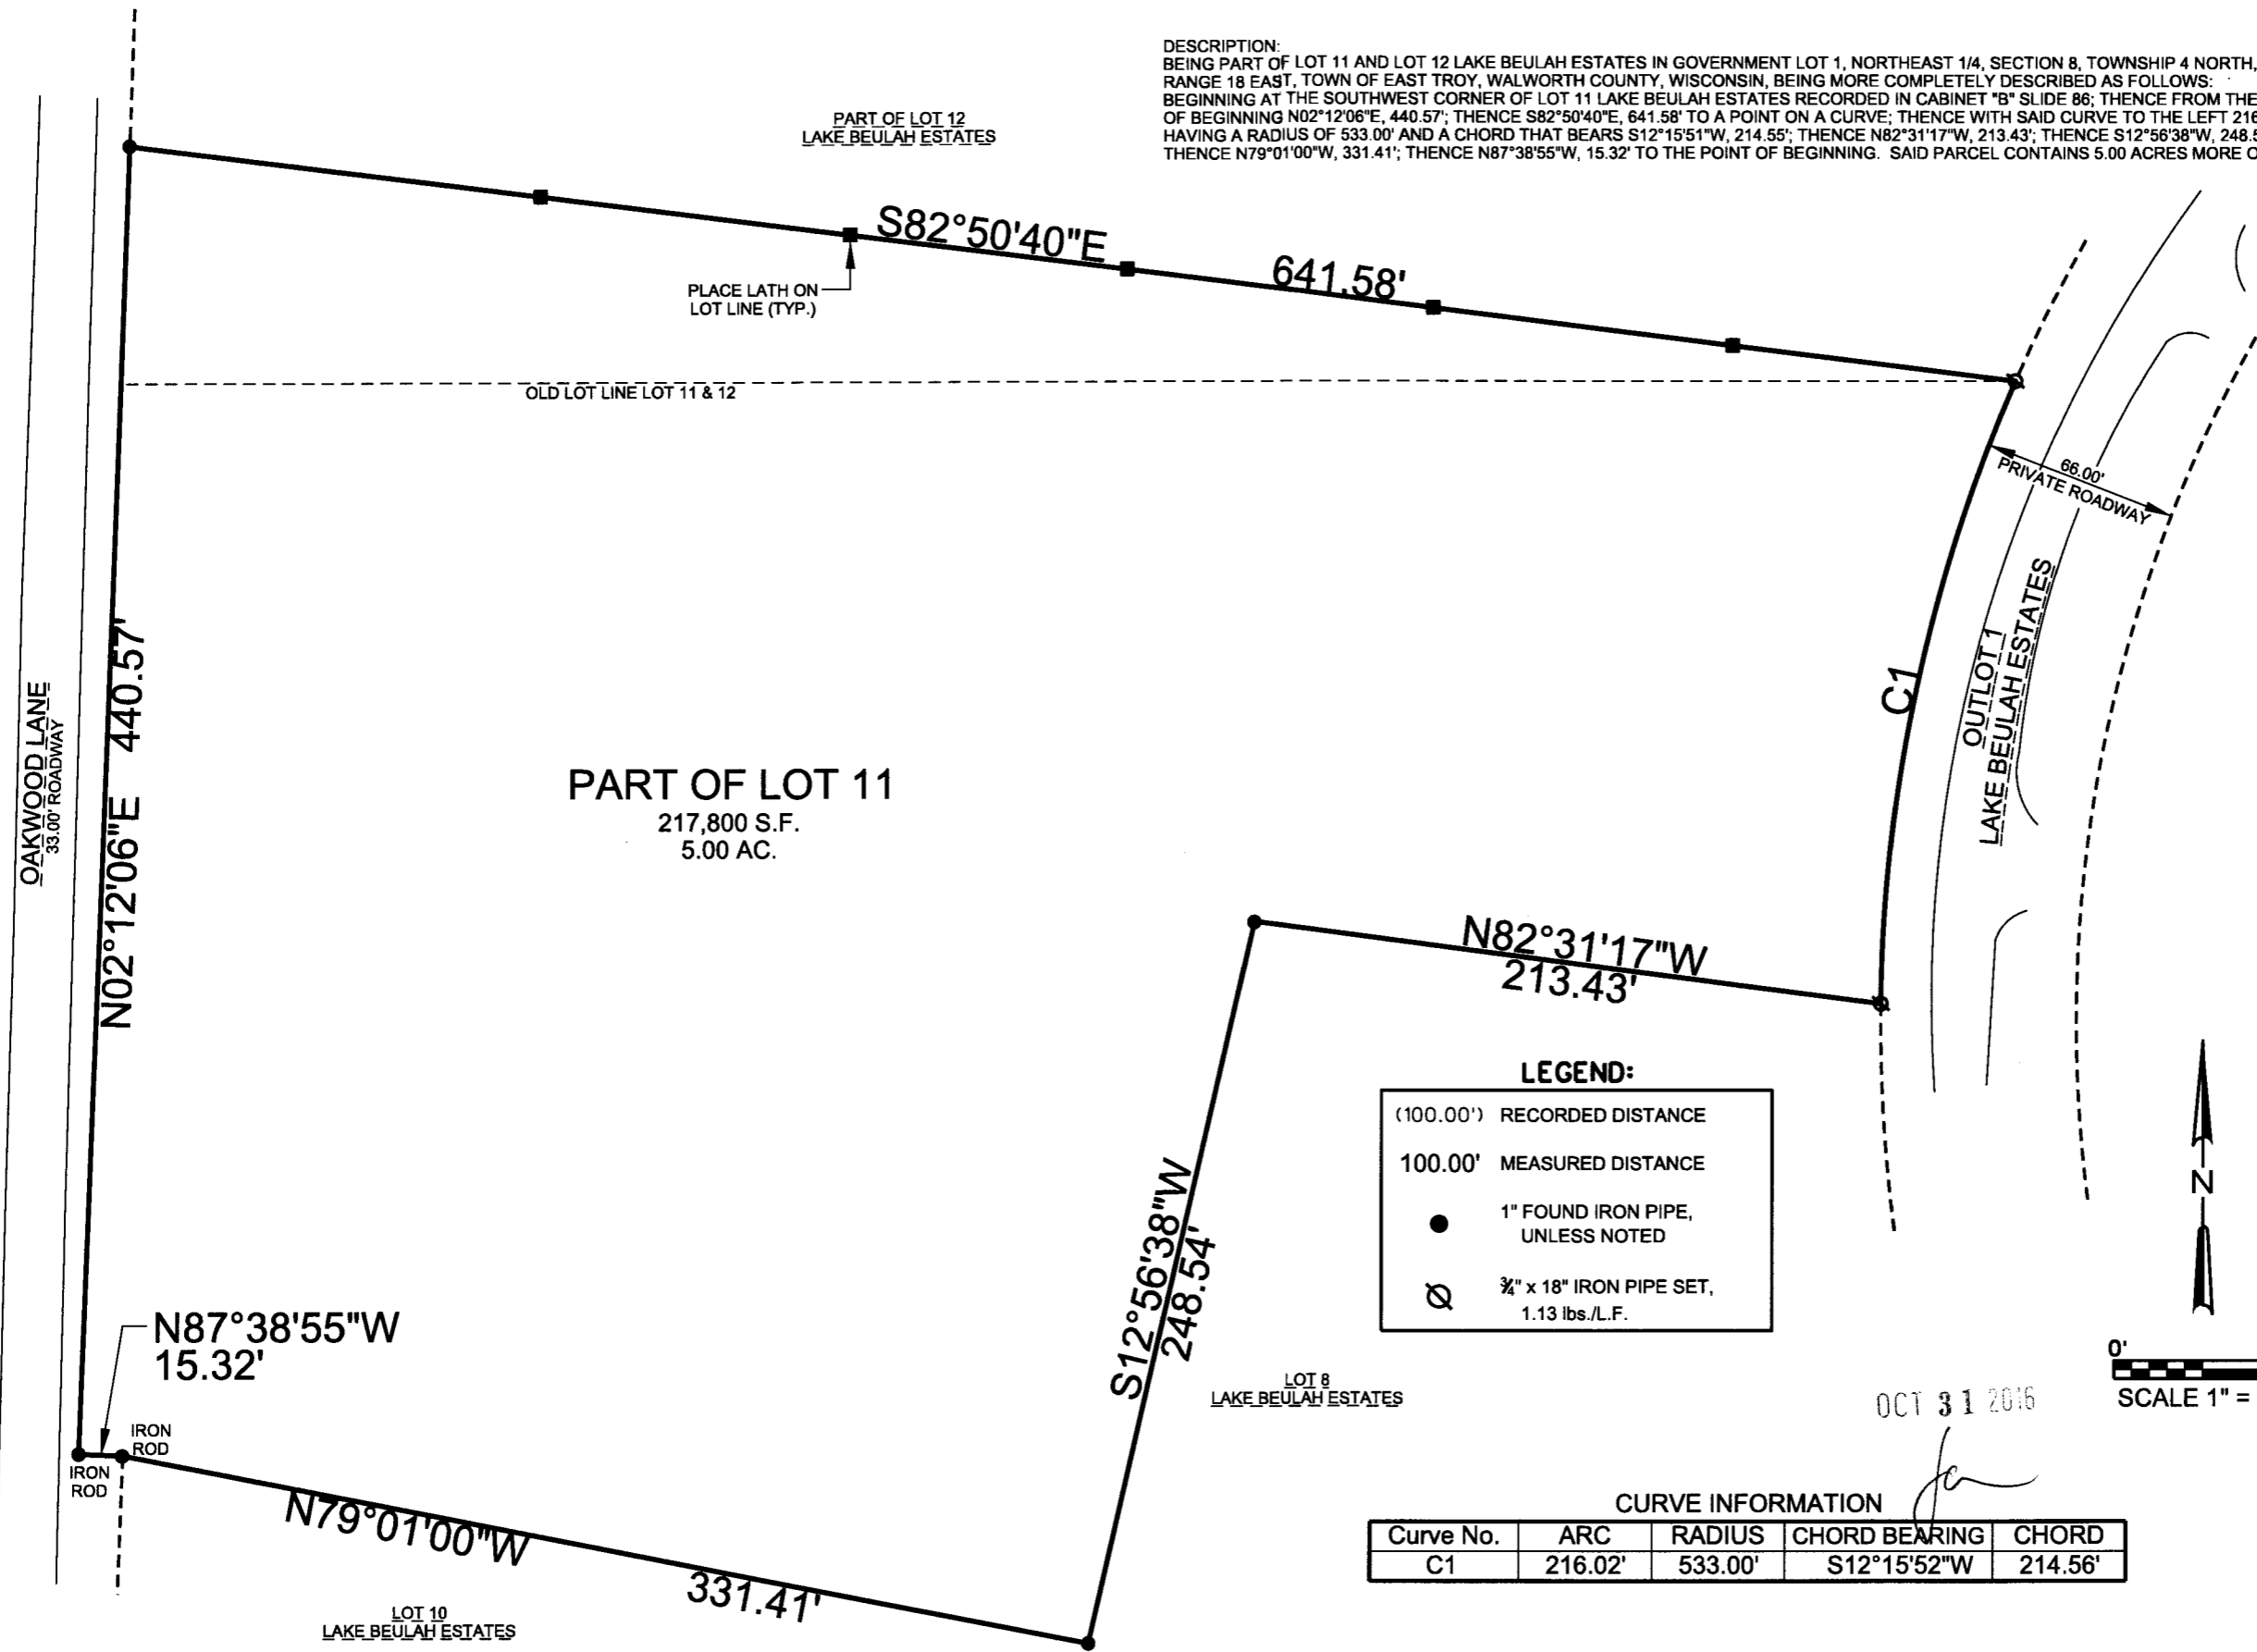 DESCRIPTION:
BEING PART OF LOT 11 AND LOT 12 LAKE BEULAH ESTATES IN GOVERNMENT LOT 1, NORTHEAST 1/4, SECTION 8, TOWNSHIP 4 NORTH,
RANGE 18 EAST, TOWN OF EAST TROY, WALWORTH COUNTY, WISCONSIN, BEING MORE COMPLETELY DESCRIBED AS FOLLOWS:
BEGINNING AT THE SOUTHWEST CORNER OF LOT 11 LAKE BEULAH ESTATES RECORDED IN CABINET "B" SLIDE 86; THENCE FROM THE
OF BEGINNING N02°12'06"E, 440.57'; THENCE S82°50'40"E, 641.58' TO A POINT ON A CURVE; THENCE WITH SAID CURVE TO THE LEFT 216
HAVING A RADIUS OF 533.00' AND A CHORD THAT BEARS S12°15'51"W, 214.55'; THENCE N82°31'17"W, 213.43'; THENCE S12°56'38"W, 248.5
THENCE N79°01'00"W, 331.41'; THENCE N87°38'55"W, 15.32' TO THE POINT OF BEGINNING. SAID PARCEL CONTAINS 5.00 ACRES MORE O
PART OF LOT 12
LAKE BEULAH ESTATES
S82°50'40"E
641.58'
PLACE LATH ON
LOT LINE (TYP.)
OLD LOT LINE LOT 11 & 12
66.00'
PRIVATE ROADWAY
OUTLOT 1
LAKE BEULAH ESTATES
C1
OAKWOOD LANE
33.00' ROADWAY
N02°12'06"E 440.57'
PART OF LOT 11
217,800 S.F.
5.00 AC.
N82°31'17"W
213.43'
LEGEND:
(100.00') RECORDED DISTANCE
100.00' MEASURED DISTANCE
1" FOUND IRON PIPE,
UNLESS NOTED
¾" x 18" IRON PIPE SET,
1.13 lbs./L.F.
N
0'
SCALE 1" =
S12°56'38"W
248.54'
N87°38'55"W
15.32'
IRON
ROD
IRON
ROD
LOT 8
LAKE BEULAH ESTATES
OCT 31 2016
N79°01'00"W
331.41'
LOT 10
LAKE BEULAH ESTATES
CURVE INFORMATION
Curve No. ARC RADIUS CHORD BEARING CHORD
C1 216.02' 533.00' S12°15'52"W 214.56'